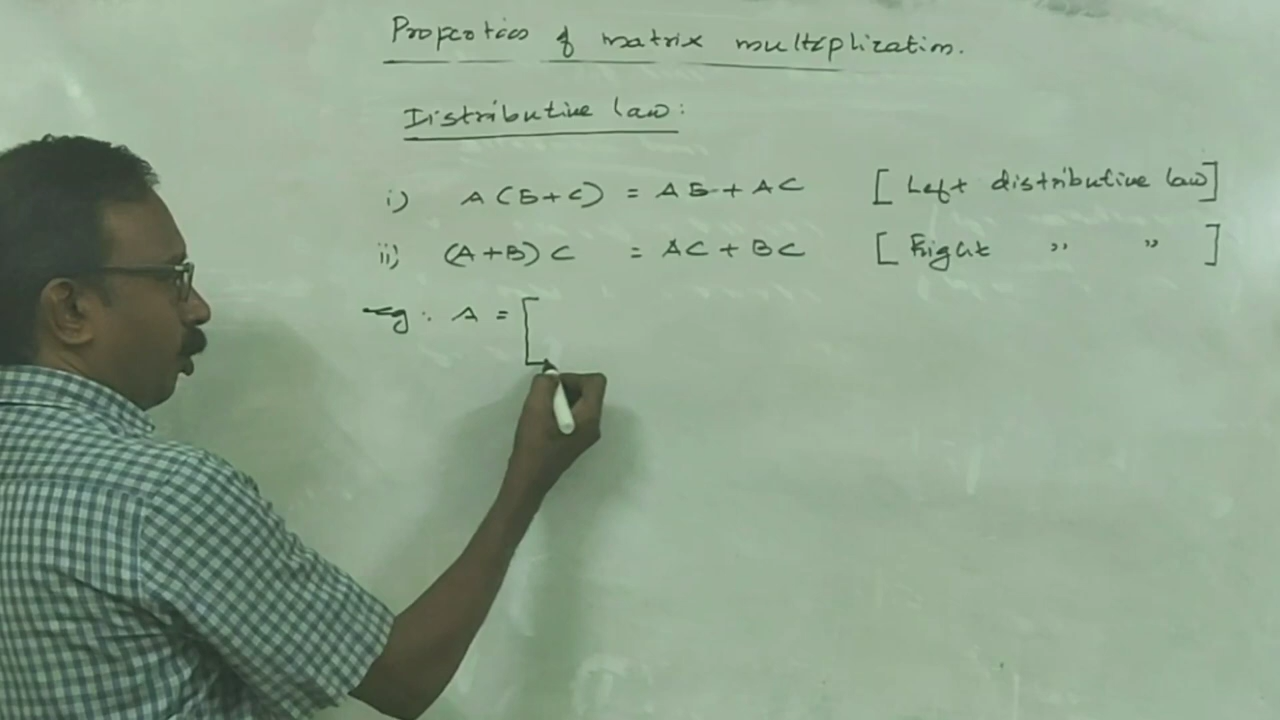 Properties of matrix multiplication.
Distributive law:
i) A(B+C) = AB+AC [Left distributive law]
ii) (A+B)C = AC+BC [Right " " ]
eg: A = [